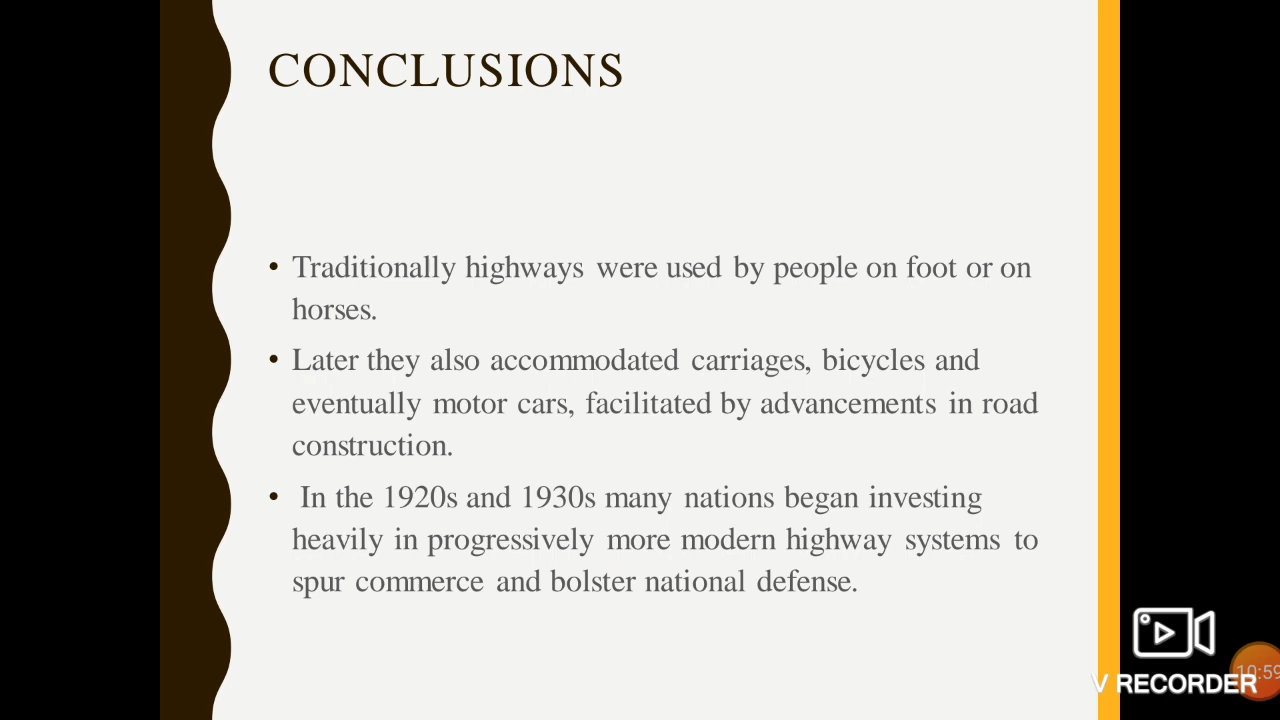 CONCLUSIONS
• Traditionally highways were used by people on foot or on
horses.
• Later they also accommodated carriages, bicycles and
eventually motor cars, facilitated by advancements in road
construction.
• In the 1920s and 1930s many nations began investing
heavily in progressively more modern highway systems to
spur commerce and bolster national defense.
10:59
V RECORDER